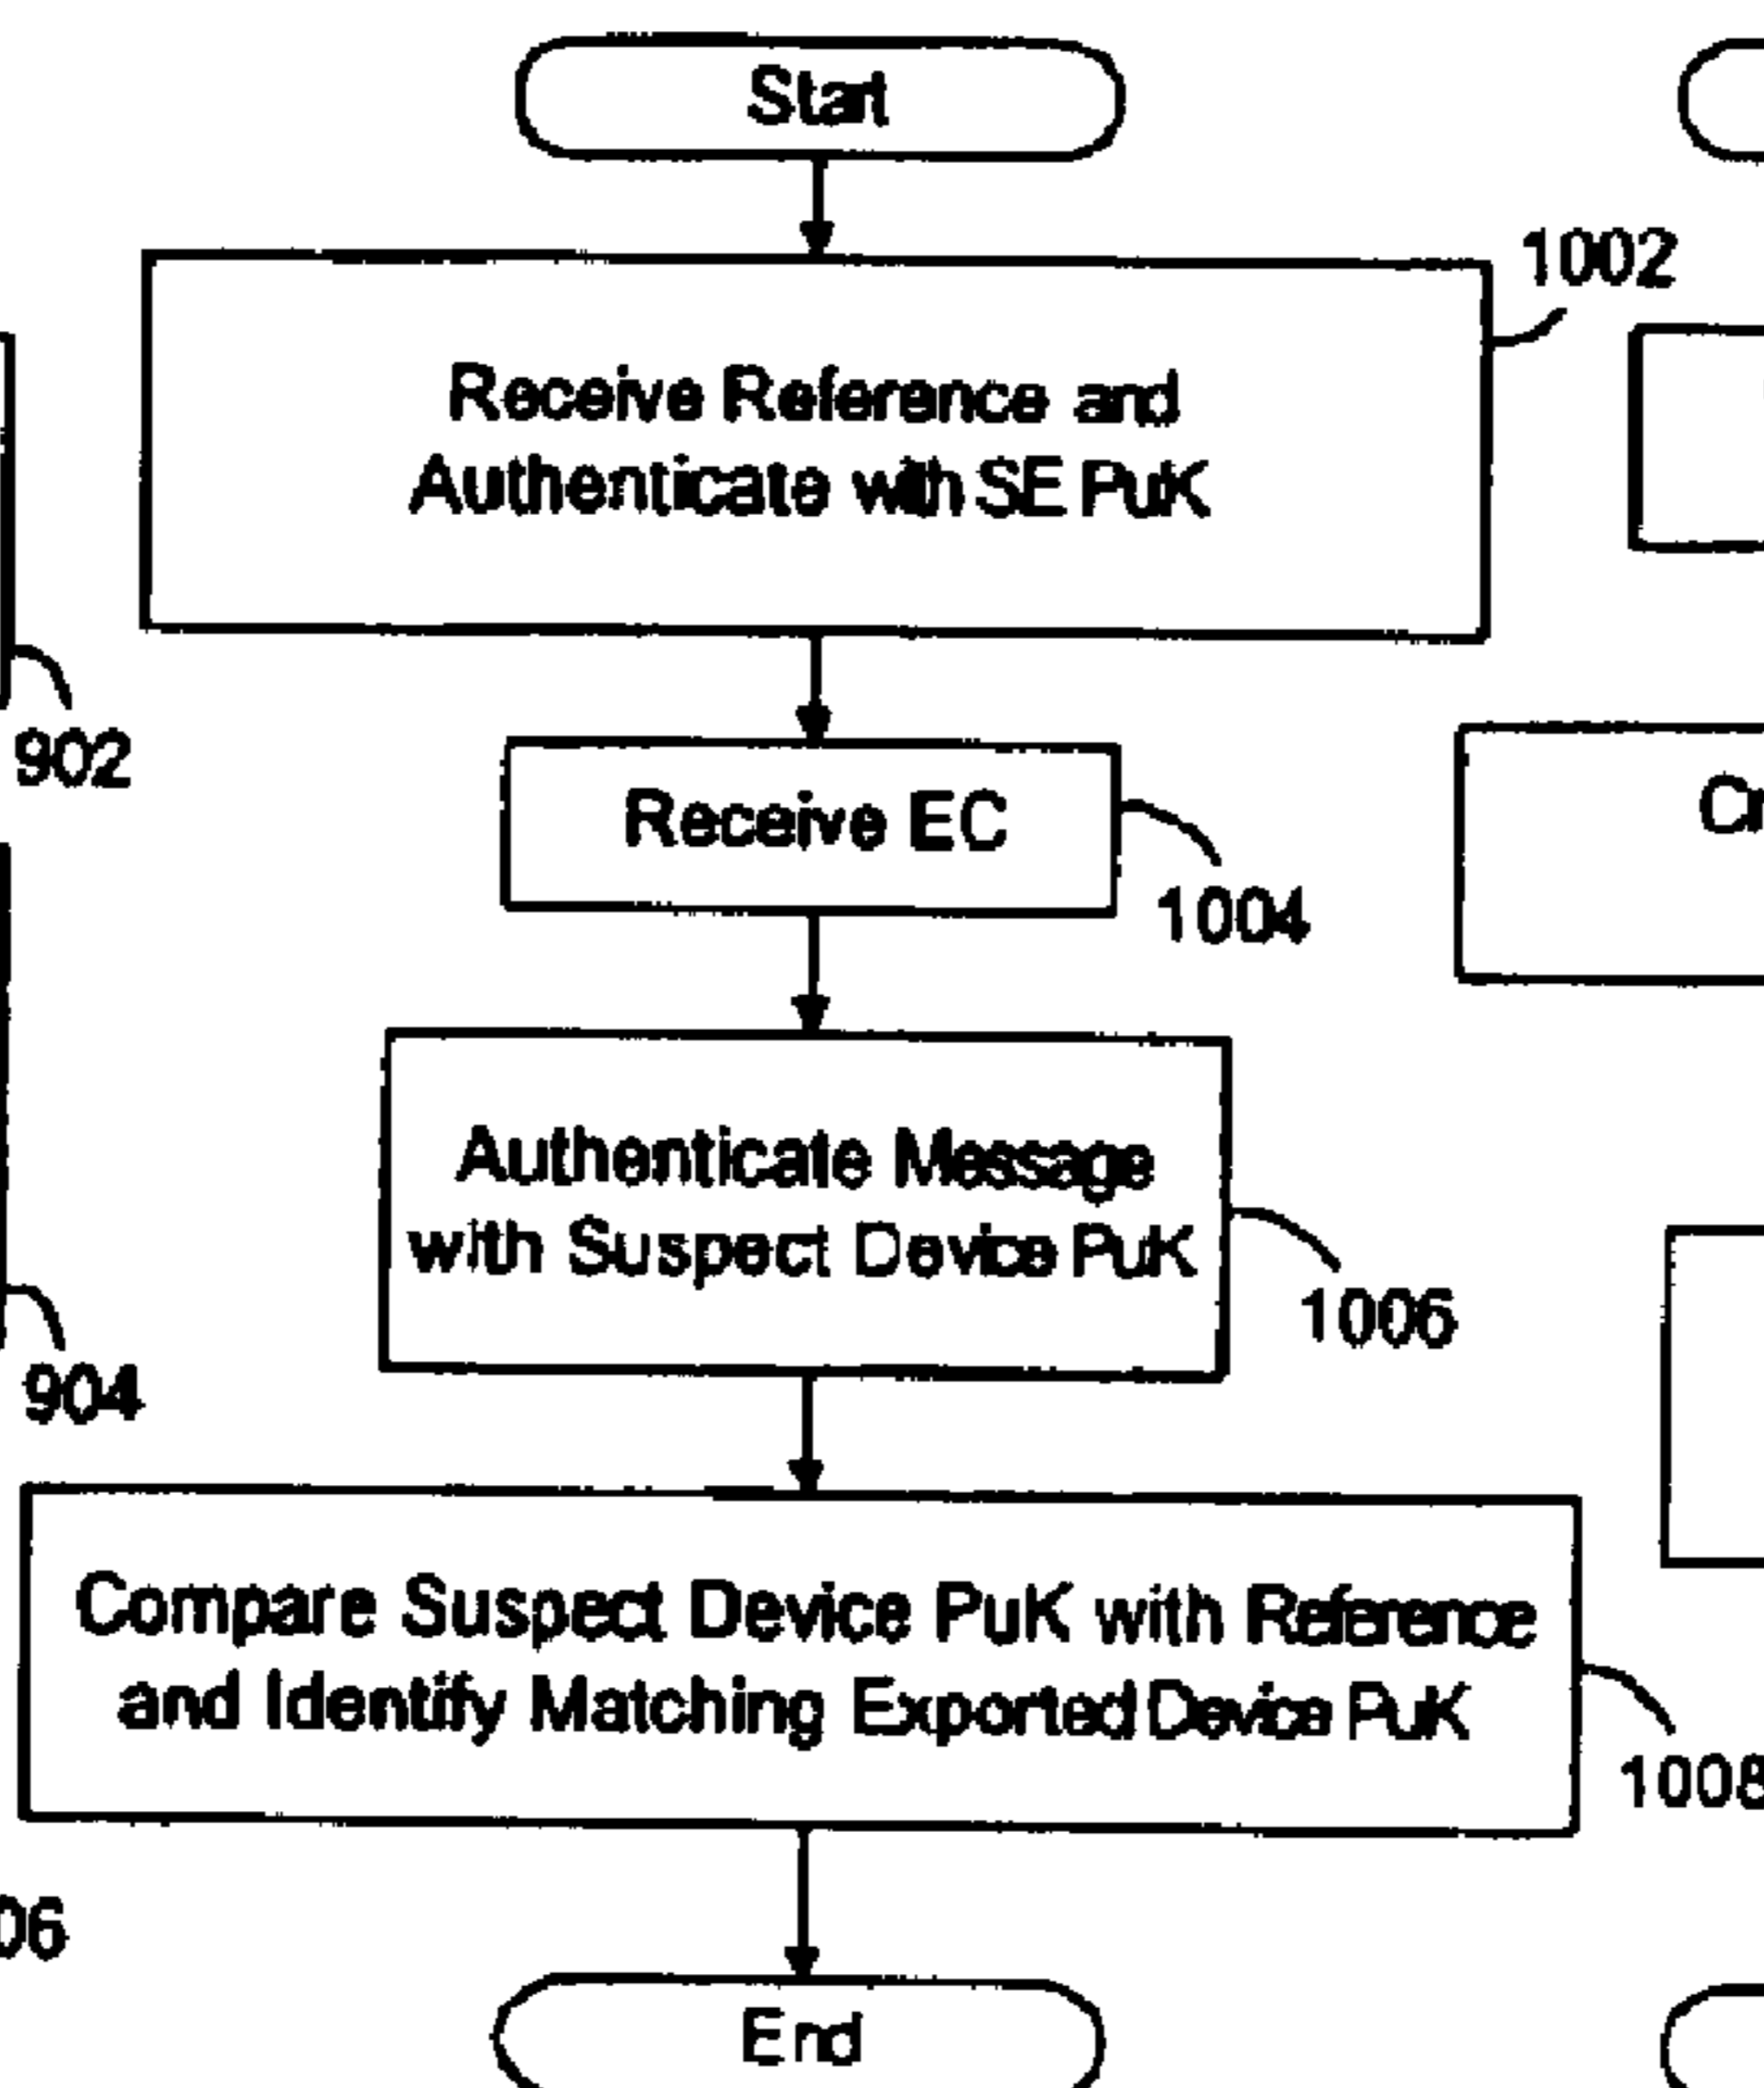 Start
1002
Receive Reference and
Authenticate with SE PuK
902
Receive EC
1004
Authenticate Message
with Suspect Device PuK
1006
904
Compare Suspect Device PuK with Reference
and Identify Matching Exported Device PuK
1008
06
End